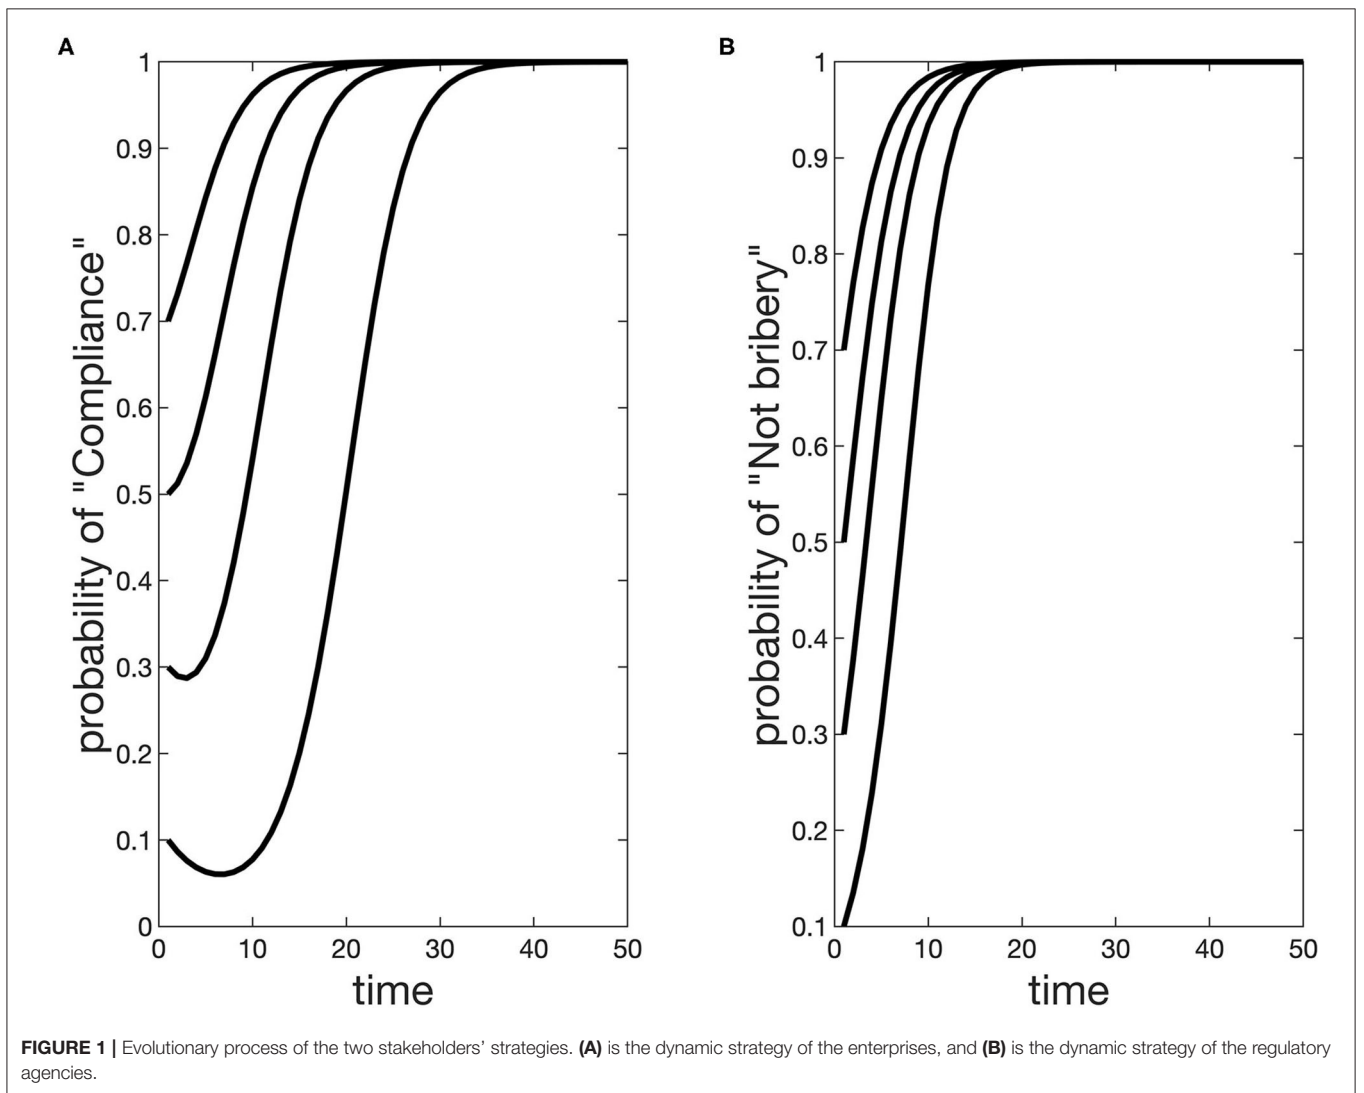 A
1
0.9
0.8
0.7
0.6
0.5
0.4
0.3
0.2
0.1
0
0 10 20 30 40 50
probability of "Compliance"
time
B
1
0.9
0.8
0.7
0.6
0.5
0.4
0.3
0.2
0.1
0 10 20 30 40 50
probability of "Not bribery"
time
FIGURE 1 | Evolutionary process of the two stakeholders' strategies. (A) is the dynamic strategy of the enterprises, and (B) is the dynamic strategy of the regulatory
agencies.